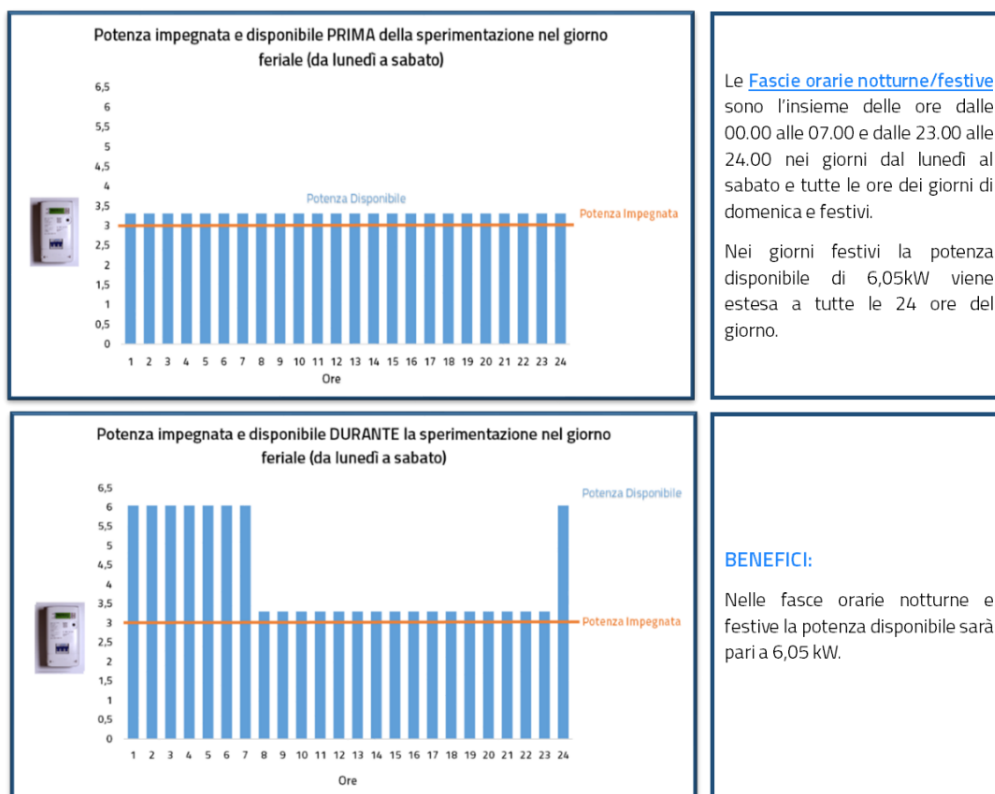 Potenza impegnata e disponibile PRIMA della sperimentazione nel giorno
feriale (da lunedì a sabato)
6,5
6
5,5
5
4,5
4
3,5
3
2,5
2
1,5
1
0,5
0
Potenza Disponibile
Potenza Impegnata
1 2 3 4 5 6 7 8 9 10 11 12 13 14 15 16 17 18 19 20 21 22 23 24
Ore
Le Fascie orarie notturne/festive
sono l'insieme delle ore dalle
00.00 alle 07.00 e dalle 23.00 alle
24.00 nei giorni dal lunedì al
sabato e tutte le ore dei giorni di
domenica e festivi.
Nei giorni festivi la potenza
disponibile di 6,05kW viene
estesa a tutte le 24 ore del
giorno.
Potenza impegnata e disponibile DURANTE la sperimentazione nel giorno
feriale (da lunedì a sabato)
6,5
6
5,5
5
4,5
4
3,5
3
2,5
2
1,5
1
0,5
0
Potenza Disponibile
Potenza Impegnata
1 2 3 4 5 6 7 8 9 10 11 12 13 14 15 16 17 18 19 20 21 22 23 24
Ore
BENEFICI:
Nelle fasce orarie notturne e
festive la potenza disponibile sarà
pari a 6,05 kW.